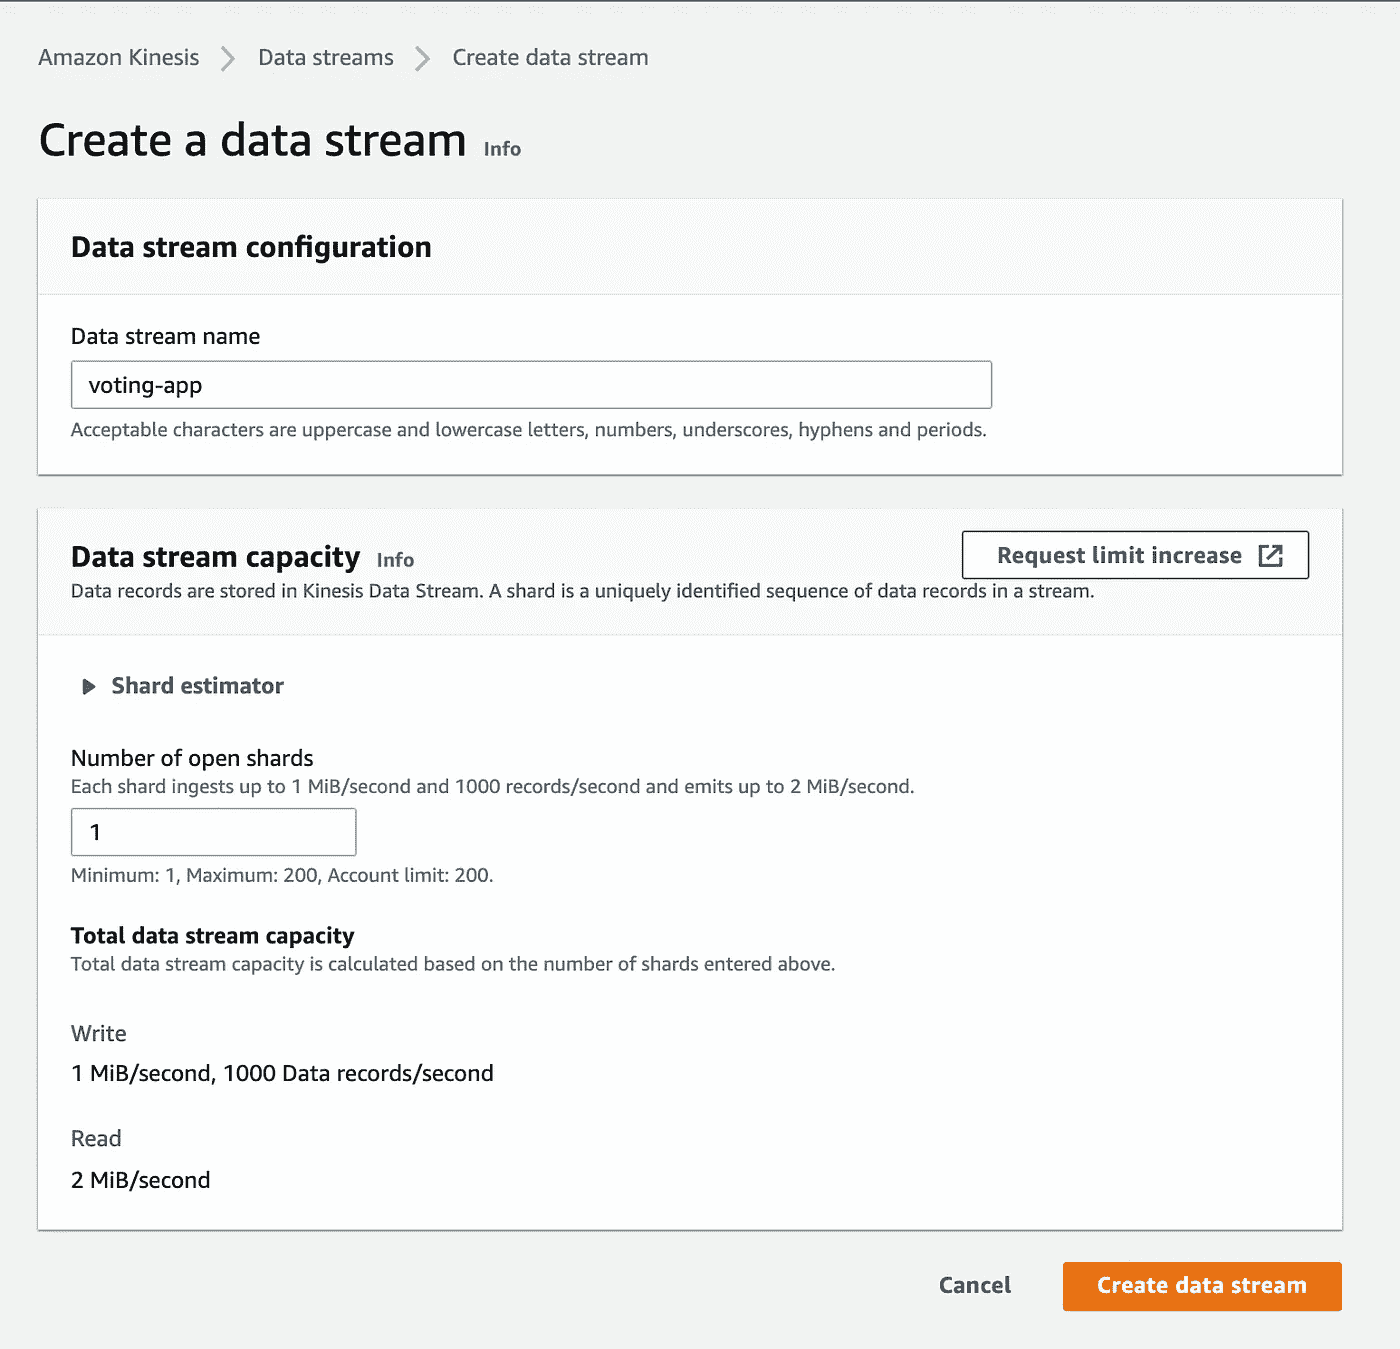 Amazon Kinesis > Data streams > Create data stream
Create a data stream Info
Data stream configuration
Data stream name
voting-app
Acceptable characters are uppercase and lowercase letters, numbers, underscores, hyphens and periods.
Data stream capacity Info
Request limit increase
Data records are stored in Kinesis Data Stream. A shard is a uniquely identified sequence of data records in a stream.
Shard estimator
Number of open shards
Each shard ingests up to 1 MiB/second and 1000 records/second and emits up to 2 MiB/second.
1
Minimum: 1, Maximum: 200, Account limit: 200.
Total data stream capacity
Total data stream capacity is calculated based on the number of shards entered above.
Write
1 MiB/second, 1000 Data records/second
Read
2 MiB/second
Cancel
Create data stream